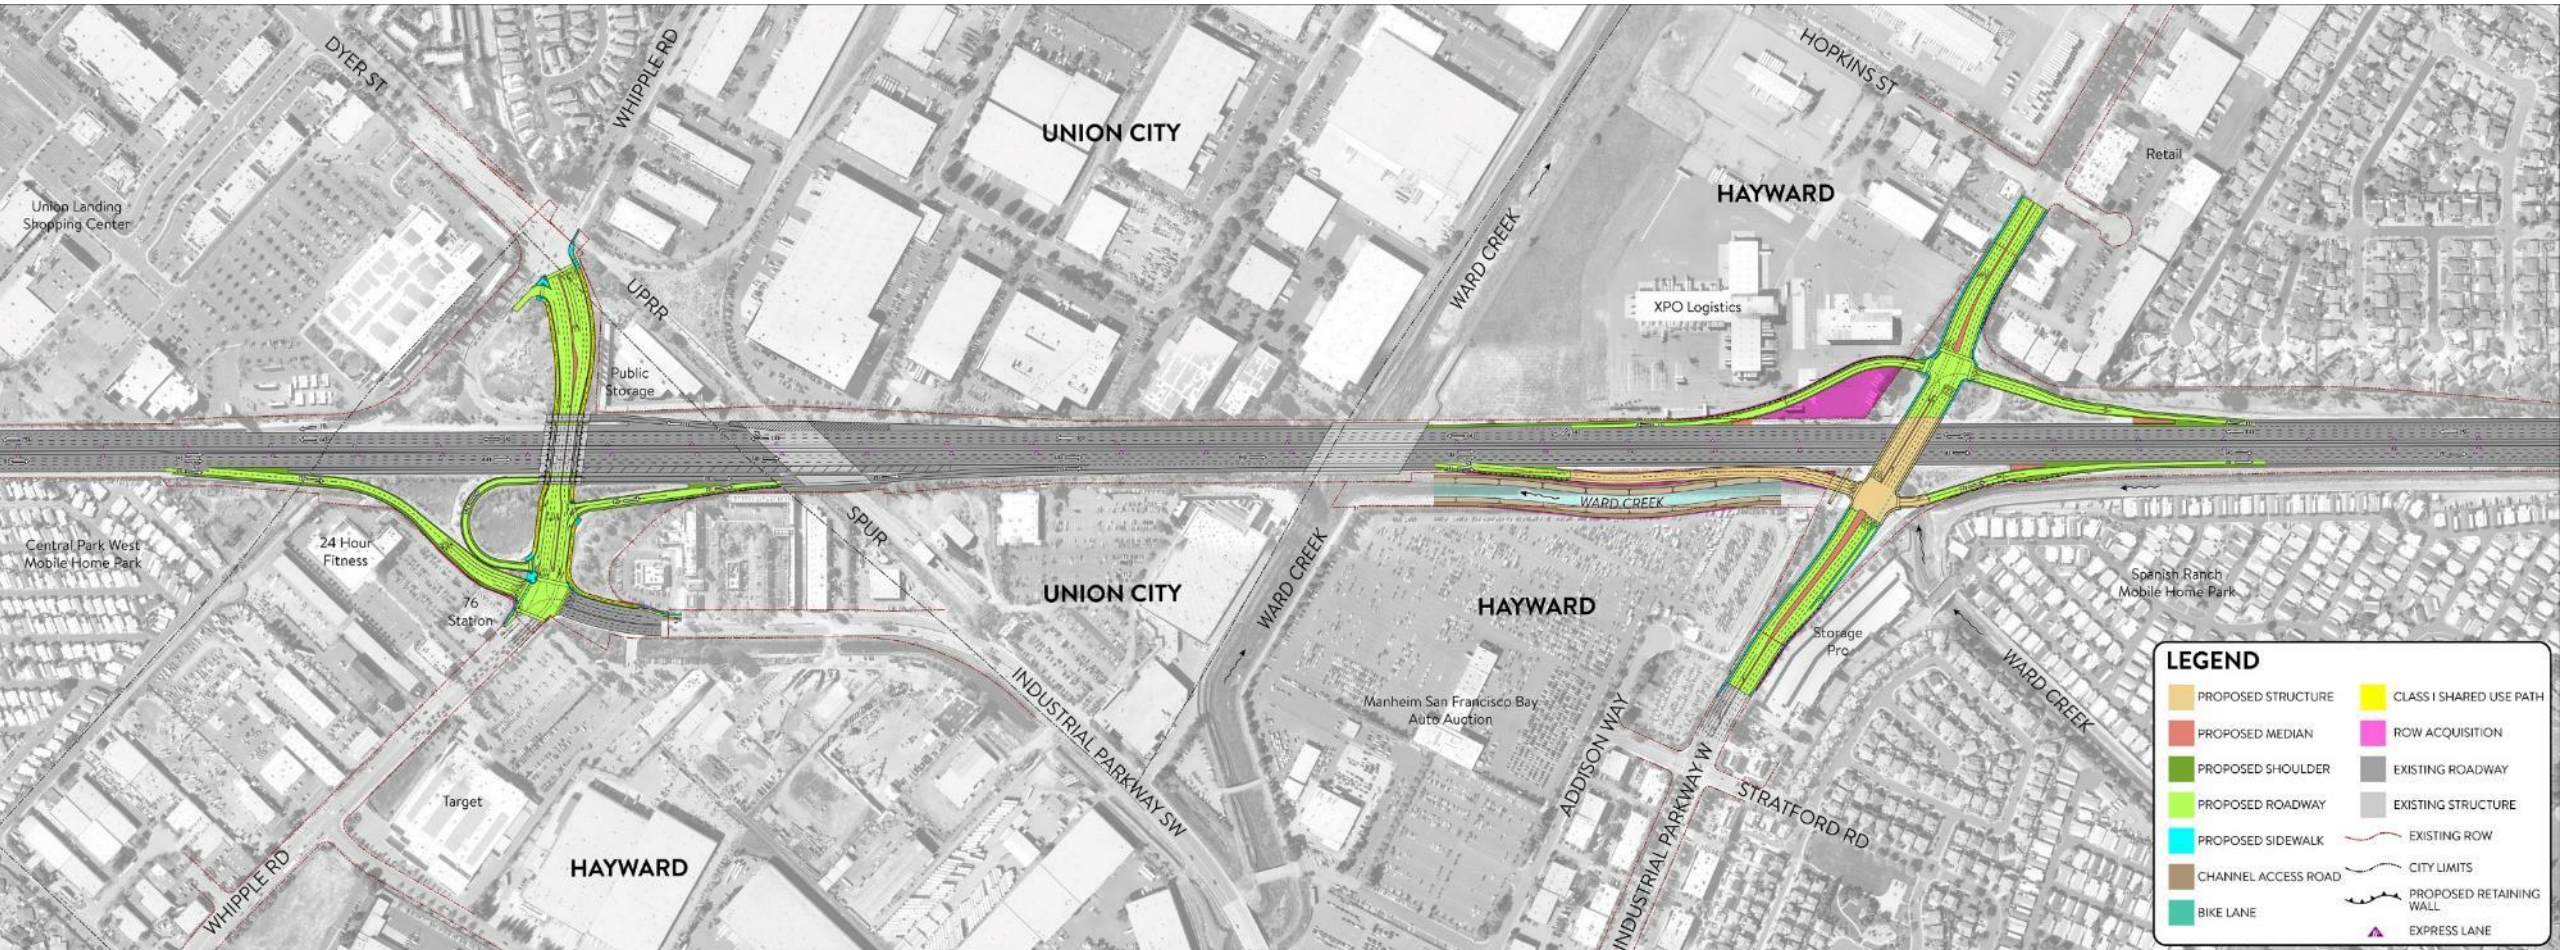 DYER ST
WHIPPLE RD
UNION CITY
HOPKINS ST
Retail
HAYWARD
Union Landing
Shopping Center
WARD CREEK
UPRR
XPO Logistics
Public
Storage
WARD CREEK
SPUR
Central Park West
Mobile Home Park
24 Hour
Fitness
76
Station
UNION CITY
WARD CREEK
HAYWARD
Spanish Ranch
Mobile Home Park
Storage
Pro
WARD CREEK
Manheim San Francisco Bay
Auto Auction
INDUSTRIAL PARKWAY SW
ADDISON WAY
INDUSTRIAL PARKWAY W
STRATFORD RD
Target
HAYWARD
WHIPPLE RD
LEGEND
PROPOSED STRUCTURE
PROPOSED MEDIAN
PROPOSED SHOULDER
PROPOSED ROADWAY
PROPOSED SIDEWALK
CHANNEL ACCESS ROAD
BIKE LANE
CLASS I SHARED USE PATH
ROW ACQUISITION
EXISTING ROADWAY
EXISTING STRUCTURE
EXISTING ROW
CITY LIMITS
PROPOSED RETAINING
WALL
EXPRESS LANE